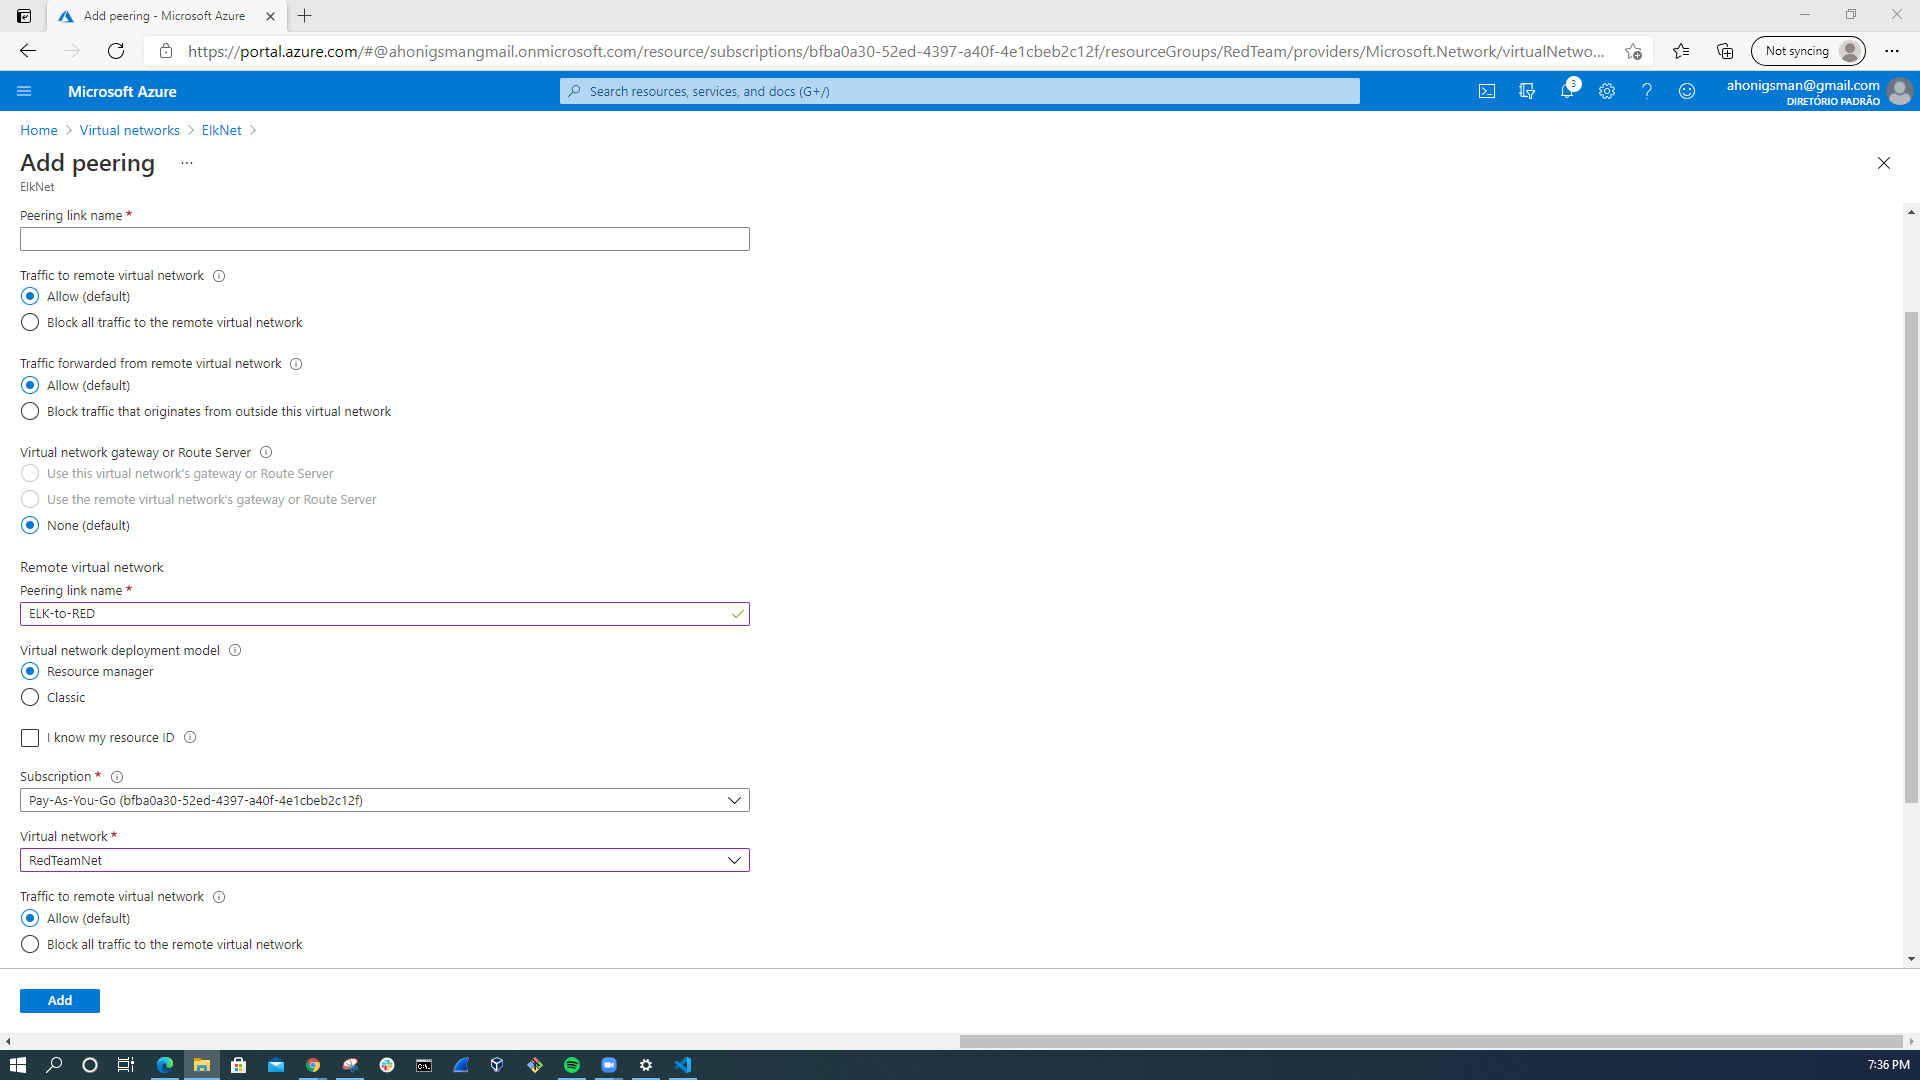 Add peering - Microsoft Azure
https://portal.azure.com/#@ahonigsmangmail.onmicrosoft.com/resource/subscriptions/bfba0a30-52ed-4397-a40f-4e1cbeb2c12f/resourceGroups/RedTeam/providers/Microsoft.Network/virtualNetwo...
Not syncing
Microsoft Azure
Search resources, services, and docs (G+/)
3
ahonigsman@gmail.com
DIRETÓRIO PADRÃO
Home > Virtual networks > ElkNet >
Add peering ...
ElkNet
Peering link name *
Traffic to remote virtual network
Allow (default)
Block all traffic to the remote virtual network
Traffic forwarded from remote virtual network
Allow (default)
Block traffic that originates from outside this virtual network
Virtual network gateway or Route Server
Use this virtual network's gateway or Route Server
Use the remote virtual network's gateway or Route Server
None (default)
Remote virtual network
Peering link name *
ELK-to-RED
Virtual network deployment model
Resource manager
Classic
I know my resource ID
Subscription *
Pay-As-You-Go (bfba0a30-52ed-4397-a40f-4e1cbeb2c12f)
Virtual network *
RedTeamNet
Traffic to remote virtual network
Allow (default)
Block all traffic to the remote virtual network
Add
7:36 PM